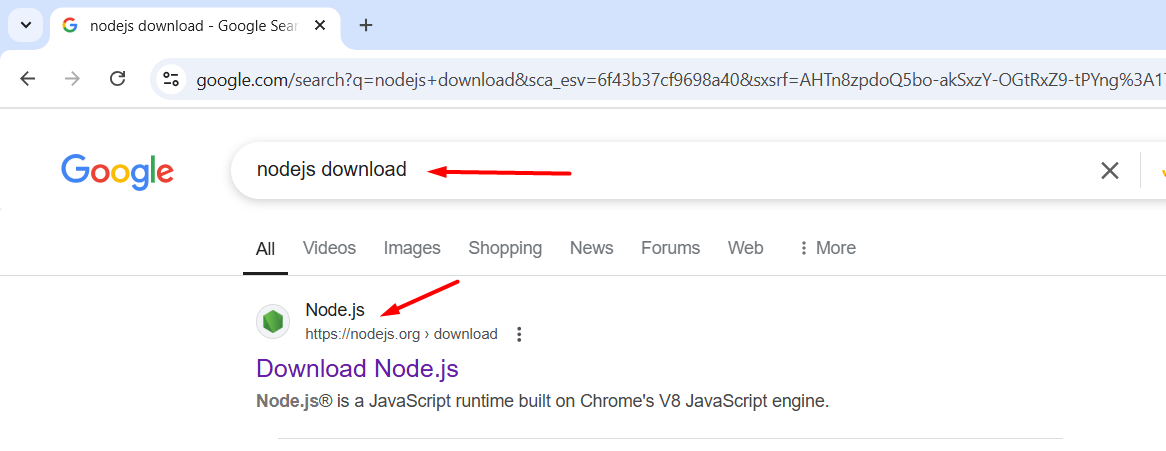 nodejs download - Google Sear
google.com/search?q=nodejs+download&sca_esv=6f43b37cf9698a40&sxsrf=AHTn8zpdoQ5bo-akSxzY-OGtRxZ9-tPYng%3A17
Google
nodejs download
All Videos Images Shopping News Forums Web More
Node.js
https://nodejs.org › download
Download Node.js
Node.js® is a JavaScript runtime built on Chrome's V8 JavaScript engine.